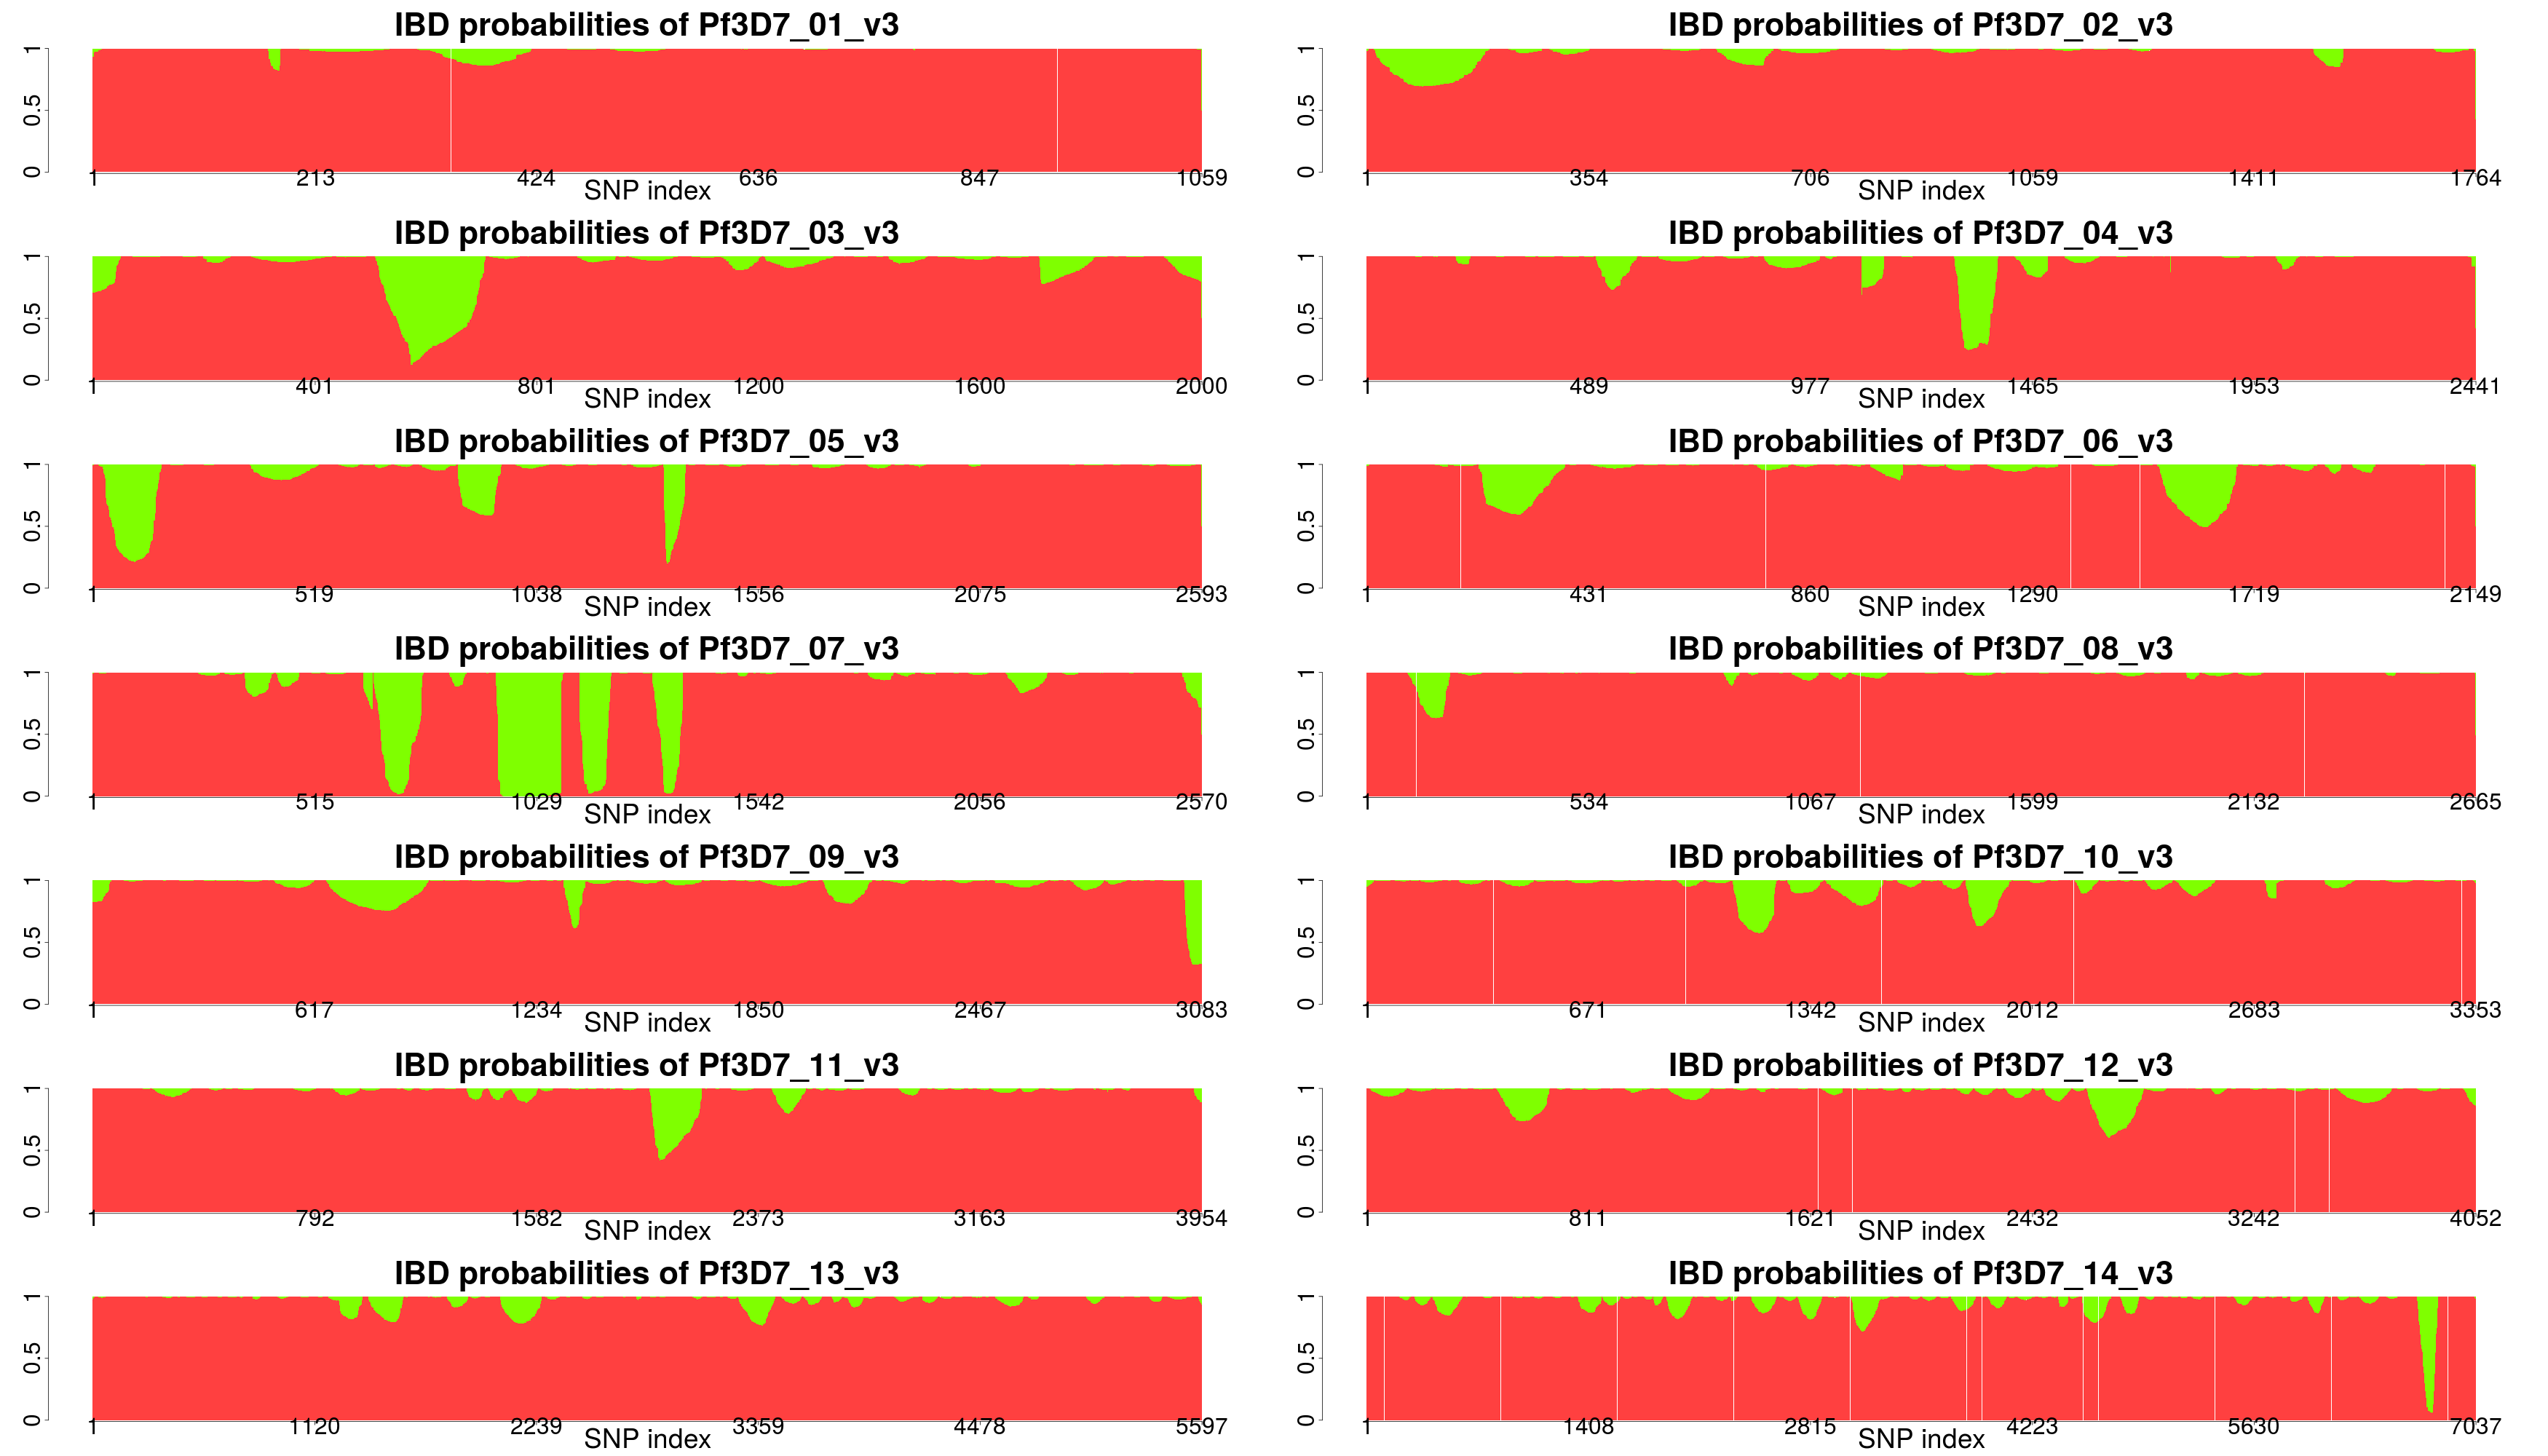 IBD probabilities of Pf3D7_01_v3
0 0.5 1
1 213 424 636 847 1059
SNP index
IBD probabilities of Pf3D7_02_v3
0 0.5 1
1 354 706 1059 1411 1764
SNP index
IBD probabilities of Pf3D7_03_v3
0 0.5 1
1 401 801 1200 1600 2000
SNP index
IBD probabilities of Pf3D7_04_v3
0 0.5 1
1 489 977 1465 1953 2441
SNP index
IBD probabilities of Pf3D7_05_v3
0 0.5 1
1 519 1038 1556 2075 2593
SNP index
IBD probabilities of Pf3D7_06_v3
0 0.5 1
1 431 860 1290 1719 2149
SNP index
IBD probabilities of Pf3D7_07_v3
0 0.5 1
1 515 1029 1542 2056 2570
SNP index
IBD probabilities of Pf3D7_08_v3
0 0.5 1
1 534 1067 1599 2132 2665
SNP index
IBD probabilities of Pf3D7_09_v3
0 0.5 1
1 617 1234 1850 2467 3083
SNP index
IBD probabilities of Pf3D7_10_v3
0 0.5 1
1 671 1342 2012 2683 3353
SNP index
IBD probabilities of Pf3D7_11_v3
0 0.5 1
1 792 1582 2373 3163 3954
SNP index
IBD probabilities of Pf3D7_12_v3
0 0.5 1
1 811 1621 2432 3242 4052
SNP index
IBD probabilities of Pf3D7_13_v3
0 0.5 1
1 1120 2239 3359 4478 5597
SNP index
IBD probabilities of Pf3D7_14_v3
0 0.5 1
1 1408 2815 4223 5630 7037
SNP index